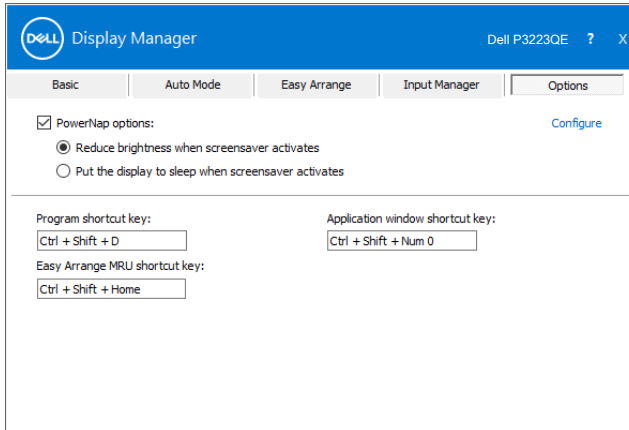 DELL Display Manager Dell P3223QE ? X
Basic Auto Mode Easy Arrange Input Manager Options
PowerNap options: Configure
Reduce brightness when screensaver activates
Put the display to sleep when screensaver activates
Program shortcut key: Application window shortcut key:
Ctrl + Shift + D Ctrl + Shift + Num 0
Easy Arrange MRU shortcut key:
Ctrl + Shift + Home